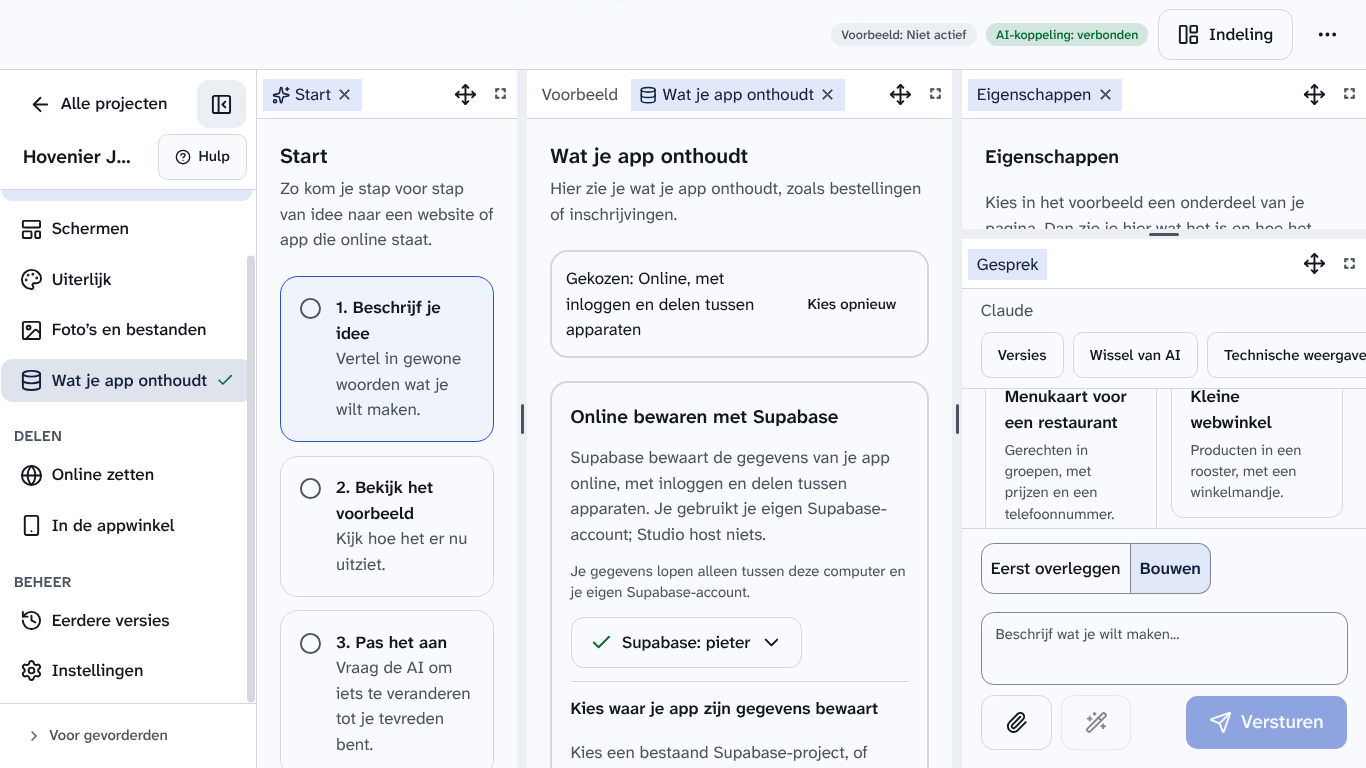 Voorbeeld: Niet actief
AI-koppeling: verbonden
Indeling
Alle projecten
Hovenier J...
Hulp
Schermen
Uiterlijk
Foto's en bestanden
Wat je app onthoudt
DELEN
Online zetten
In de appwinkel
BEHEER
Eerdere versies
Instellingen
Voor gevorderden
Start
Start
Zo kom je stap voor stap
van idee naar een website of
app die online staat.
1. Beschrijf je
idee
Vertel in gewone
woorden wat je
wilt maken.
2. Bekijk het
voorbeeld
Kijk hoe het er nu
uitziet.
3. Pas het aan
Vraag de AI om
iets te veranderen
tot je tevreden
bent.
Voorbeeld
Wat je app onthoudt
Wat je app onthoudt
Hier zie je wat je app onthoudt, zoals bestellingen
of inschrijvingen.
Gekozen: Online, met
inloggen en delen tussen
apparaten
Kies opnieuw
Online bewaren met Supabase
Supabase bewaart de gegevens van je app
online, met inloggen en delen tussen
apparaten. Je gebruikt je eigen Supabase-
account; Studio host niets.
Je gegevens lopen alleen tussen deze computer en
je eigen Supabase-account.
Supabase: pieter
Kies waar je app zijn gegevens bewaart
Kies een bestaand Supabase-project, of
Eigenschappen
Eigenschappen
Kies in het voorbeeld een onderdeel van je
pagina. Dan zie je hier wat het is en hoe het
Gesprek
Claude
Versies
Wissel van AI
Technische weergave
Menukaart voor
een restaurant
Gerechten in
groepen, met
prijzen en een
telefoonnummer.
Kleine
webwinkel
Producten in een
rooster, met een
winkelmandje.
Eerst overleggen
Bouwen
Beschrijf wat je wilt maken...
Versturen